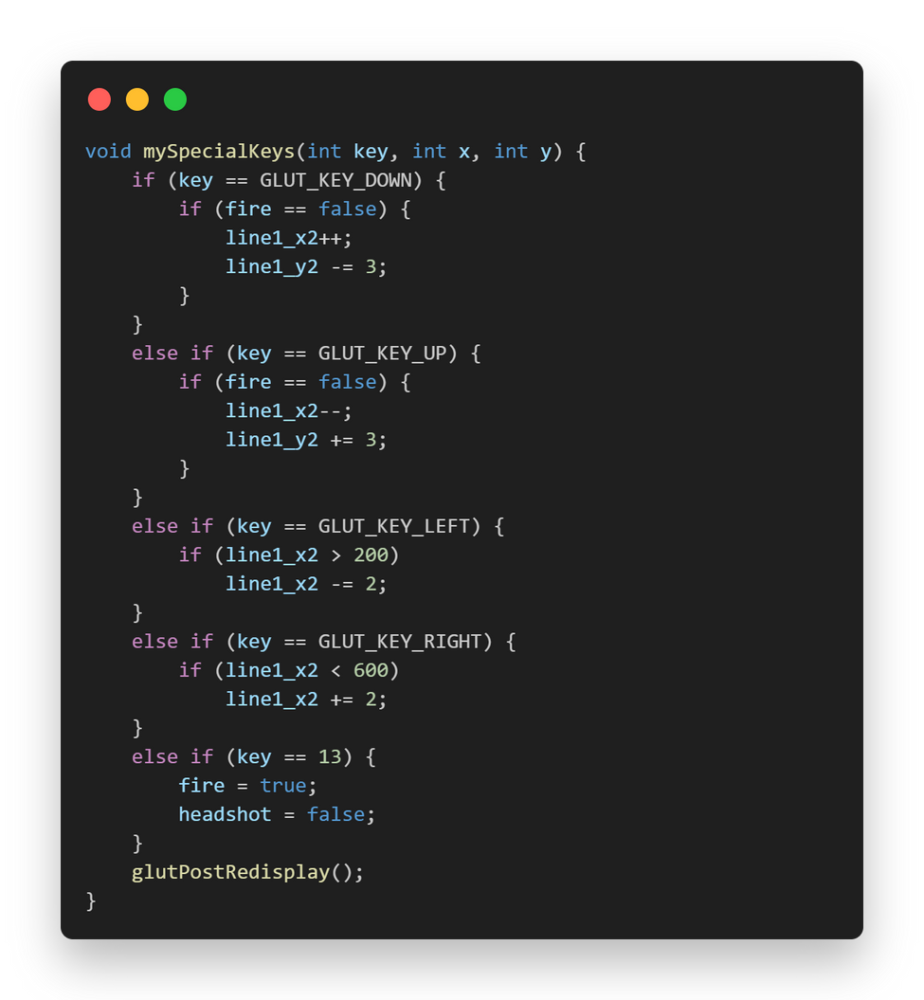 void mySpecialKeys(int key, int x, int y) {
    if (key == GLUT_KEY_DOWN) {
        if (fire == false) {
            line1_x2++;
            line1_y2 -= 3;
        }
    }
    else if (key == GLUT_KEY_UP) {
        if (fire == false) {
            line1_x2--;
            line1_y2 += 3;
        }
    }
    else if (key == GLUT_KEY_LEFT) {
        if (line1_x2 > 200)
            line1_x2 -= 2;
    }
    else if (key == GLUT_KEY_RIGHT) {
        if (line1_x2 < 600)
            line1_x2 += 2;
    }
    else if (key == 13) {
        fire = true;
        headshot = false;
    }
    glutPostRedisplay();
}